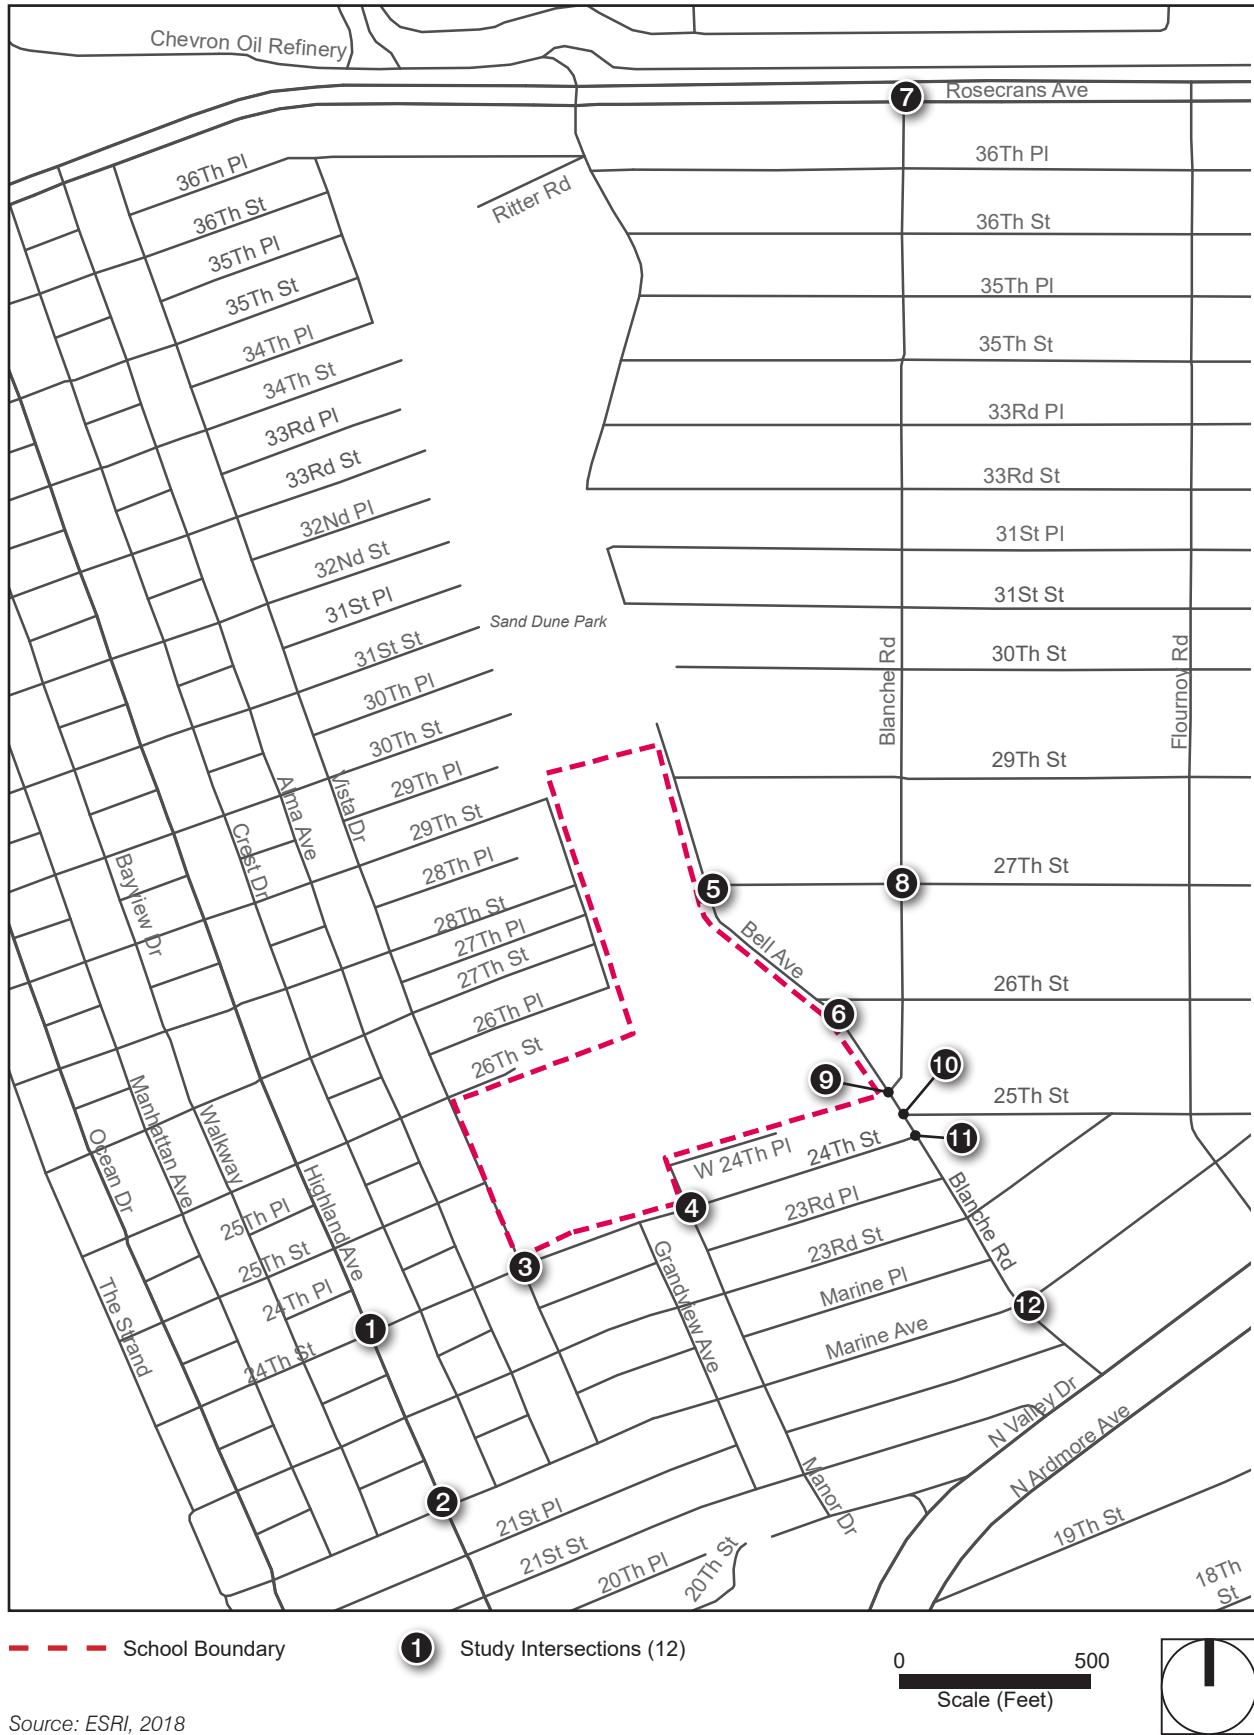 Chevron Oil Refinery
7
Rosecrans Ave
36Th Pl
36Th Pl
Ritter Rd
36Th St
36Th St
35Th Pl
35Th Pl
35Th St
35Th St
34Th Pl
34Th St
33Rd Pl
33Rd Pl
33Rd St
33Rd St
32Nd Pl
31St Pl
32Nd St
31St Pl
31St St
Sand Dune Park
31St St
30Th St
Blanche Rd
Flournoy Rd
30Th Pl
30Th St
29Th St
29Th Pl
Vista Dr
Alma Ave
29Th St
Crest Dr
Bayview Dr
28Th Pl
27Th St
5
8
28Th St
27Th Pl
Bell Ave
27Th St
26Th St
26Th Pl
6
26Th St
9
10
25Th St
Manhattan Ave
Walkway
Ocean Dr
11
24Th St
W 24Th Pl
Highland Ave
25Th Pl
4
23Rd Pl
Blanche Rd
25Th St
3
Grandview Ave
23Rd St
24Th Pl
The Strand
Marine Pl
12
1
24Th St
Marine Ave
N Valley Dr
N Ardmore Ave
2
Manor Dr
21St Pl
19Th St
21St St
20Th Pl
20Th St
18Th
St
School Boundary
1
Study Intersections (12)
0
500
Scale (Feet)
Source: ESRI, 2018